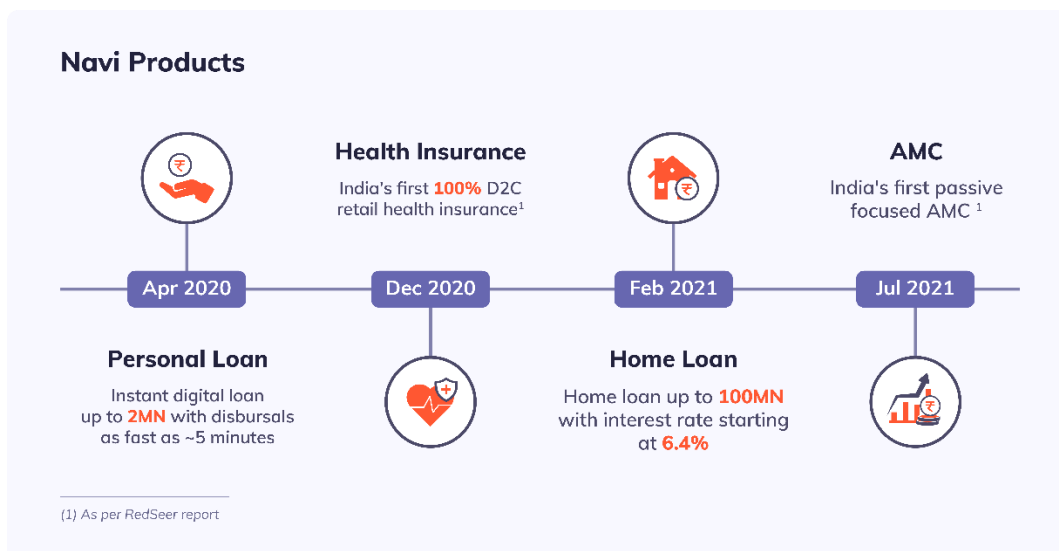 Navi Products
Health Insurance
India's first 100% D2C
retail health insurance¹
AMC
India's first passive
focused AMC ¹
₹
₹
Apr 2020
Dec 2020
Feb 2021
Jul 2021
Personal Loan
Instant digital loan
up to 2MN with disbursals
as fast as ~5 minutes
Home Loan
Home loan up to 100MN
with interest rate starting
at 6.4%
₹
(1) As per RedSeer report